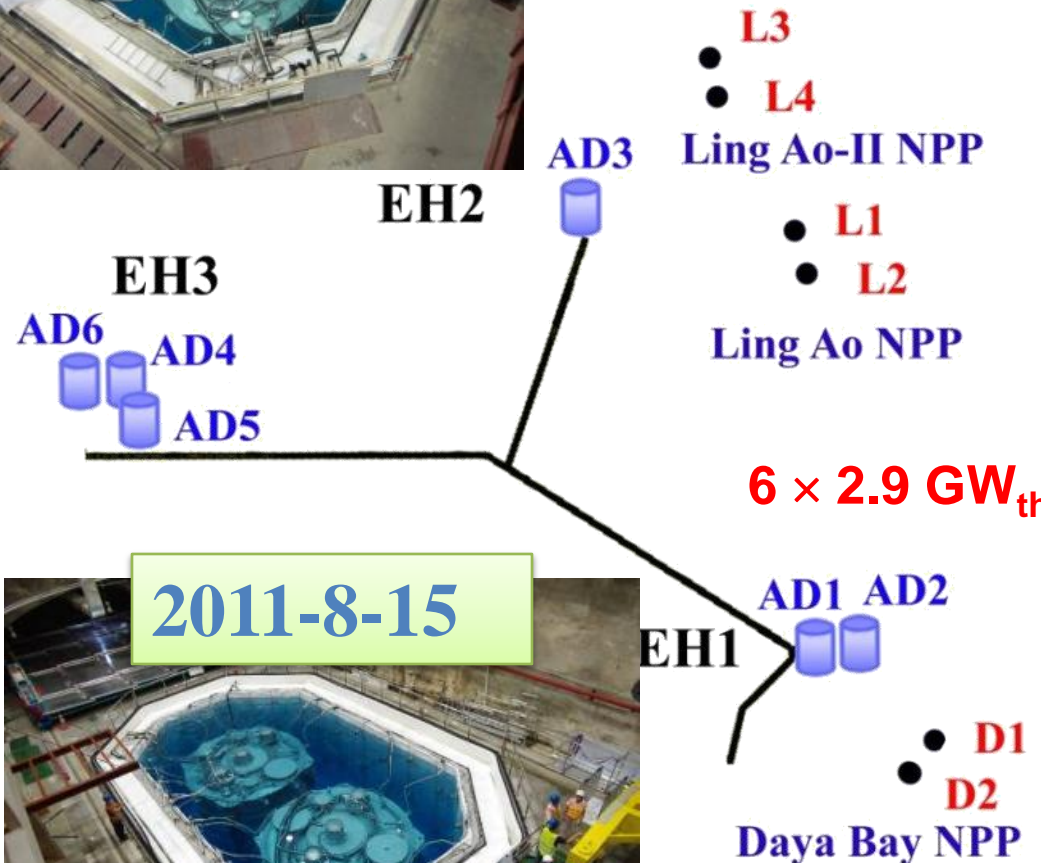 L3
L4
Ling Ao-II NPP
AD3
EH2
L1
L2
Ling Ao NPP
EH3
AD6
AD4
AD5
6 × 2.9 GWth
2011-8-15
AD1
AD2
EH1
D1
D2
Daya Bay NPP